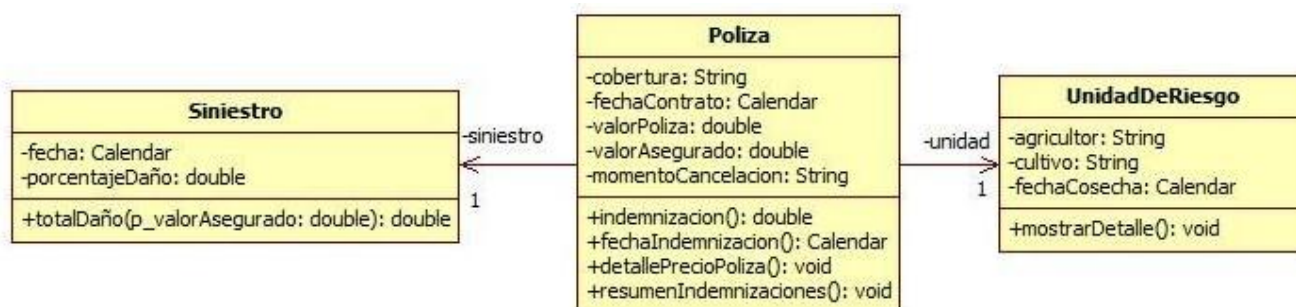 Siniestro
-fecha: Calendar
-porcentajeDaño: double
+totalDaño(p_valorAsegurado: double): double
-siniestro
1
Poliza
-cobertura: String
-fechaContrato: Calendar
-valorPoliza: double
-valorAsegurado: double
-momentoCancelacion: String
+indemnizacion(): double
+fechaIndemnizacion(): Calendar
+detallePrecioPoliza(): void
+resumenIndemnizaciones(): void
-unidad
1
UnidadDeRiesgo
-agricultor: String
-cultivo: String
-fechaCosecha: Calendar
+mostrarDetalle(): void